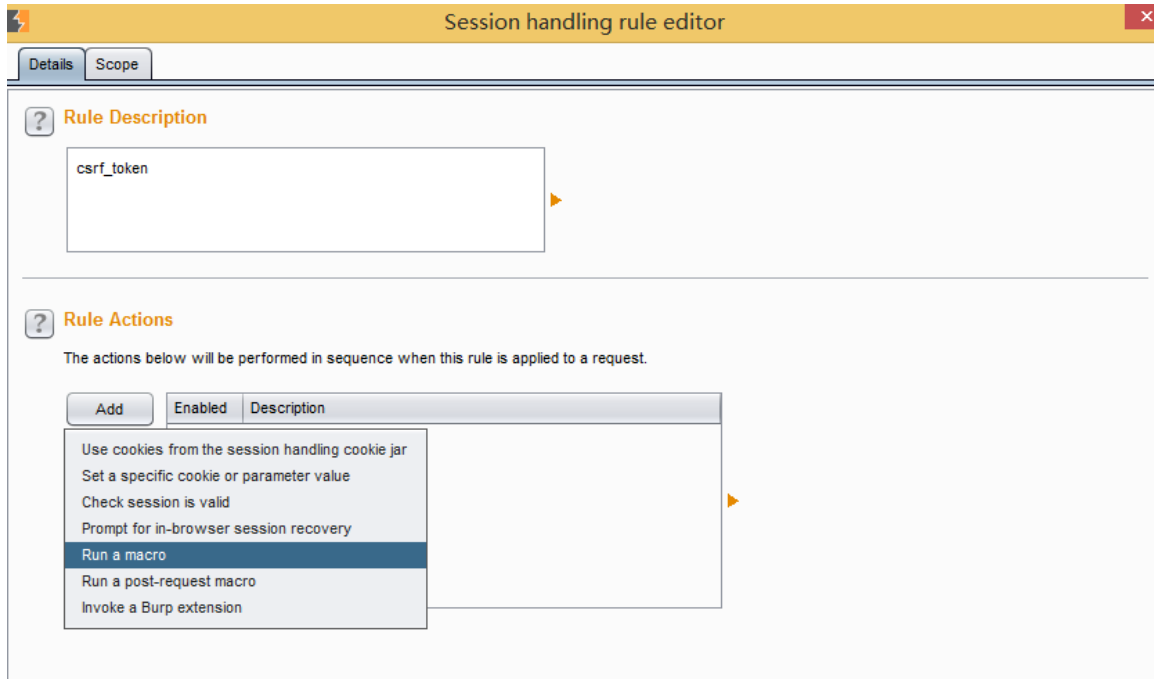 Session handling rule editor
Details Scope
? Rule Description
csrf_token
? Rule Actions
The actions below will be performed in sequence when this rule is applied to a request.
Add Enabled Description
Use cookies from the session handling cookie jar
Set a specific cookie or parameter value
Check session is valid
Prompt for in-browser session recovery
Run a macro
Run a post-request macro
Invoke a Burp extension